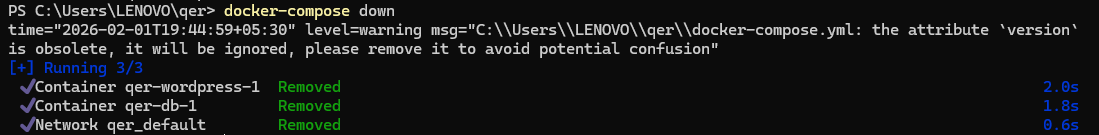 PS C:\Users\LENOVO\qer> docker-compose down
time="2026-02-01T19:44:59+05:30" level=warning msg="C:\\Users\\LENOVO\\qer\\docker-compose.yml: the attribute `version`
is obsolete, it will be ignored, please remove it to avoid potential confusion"
[+] Running 3/3
✔Container qer-wordpress-1 Removed 2.0s
✔Container qer-db-1 Removed 1.8s
✔Network qer_default Removed 0.6s